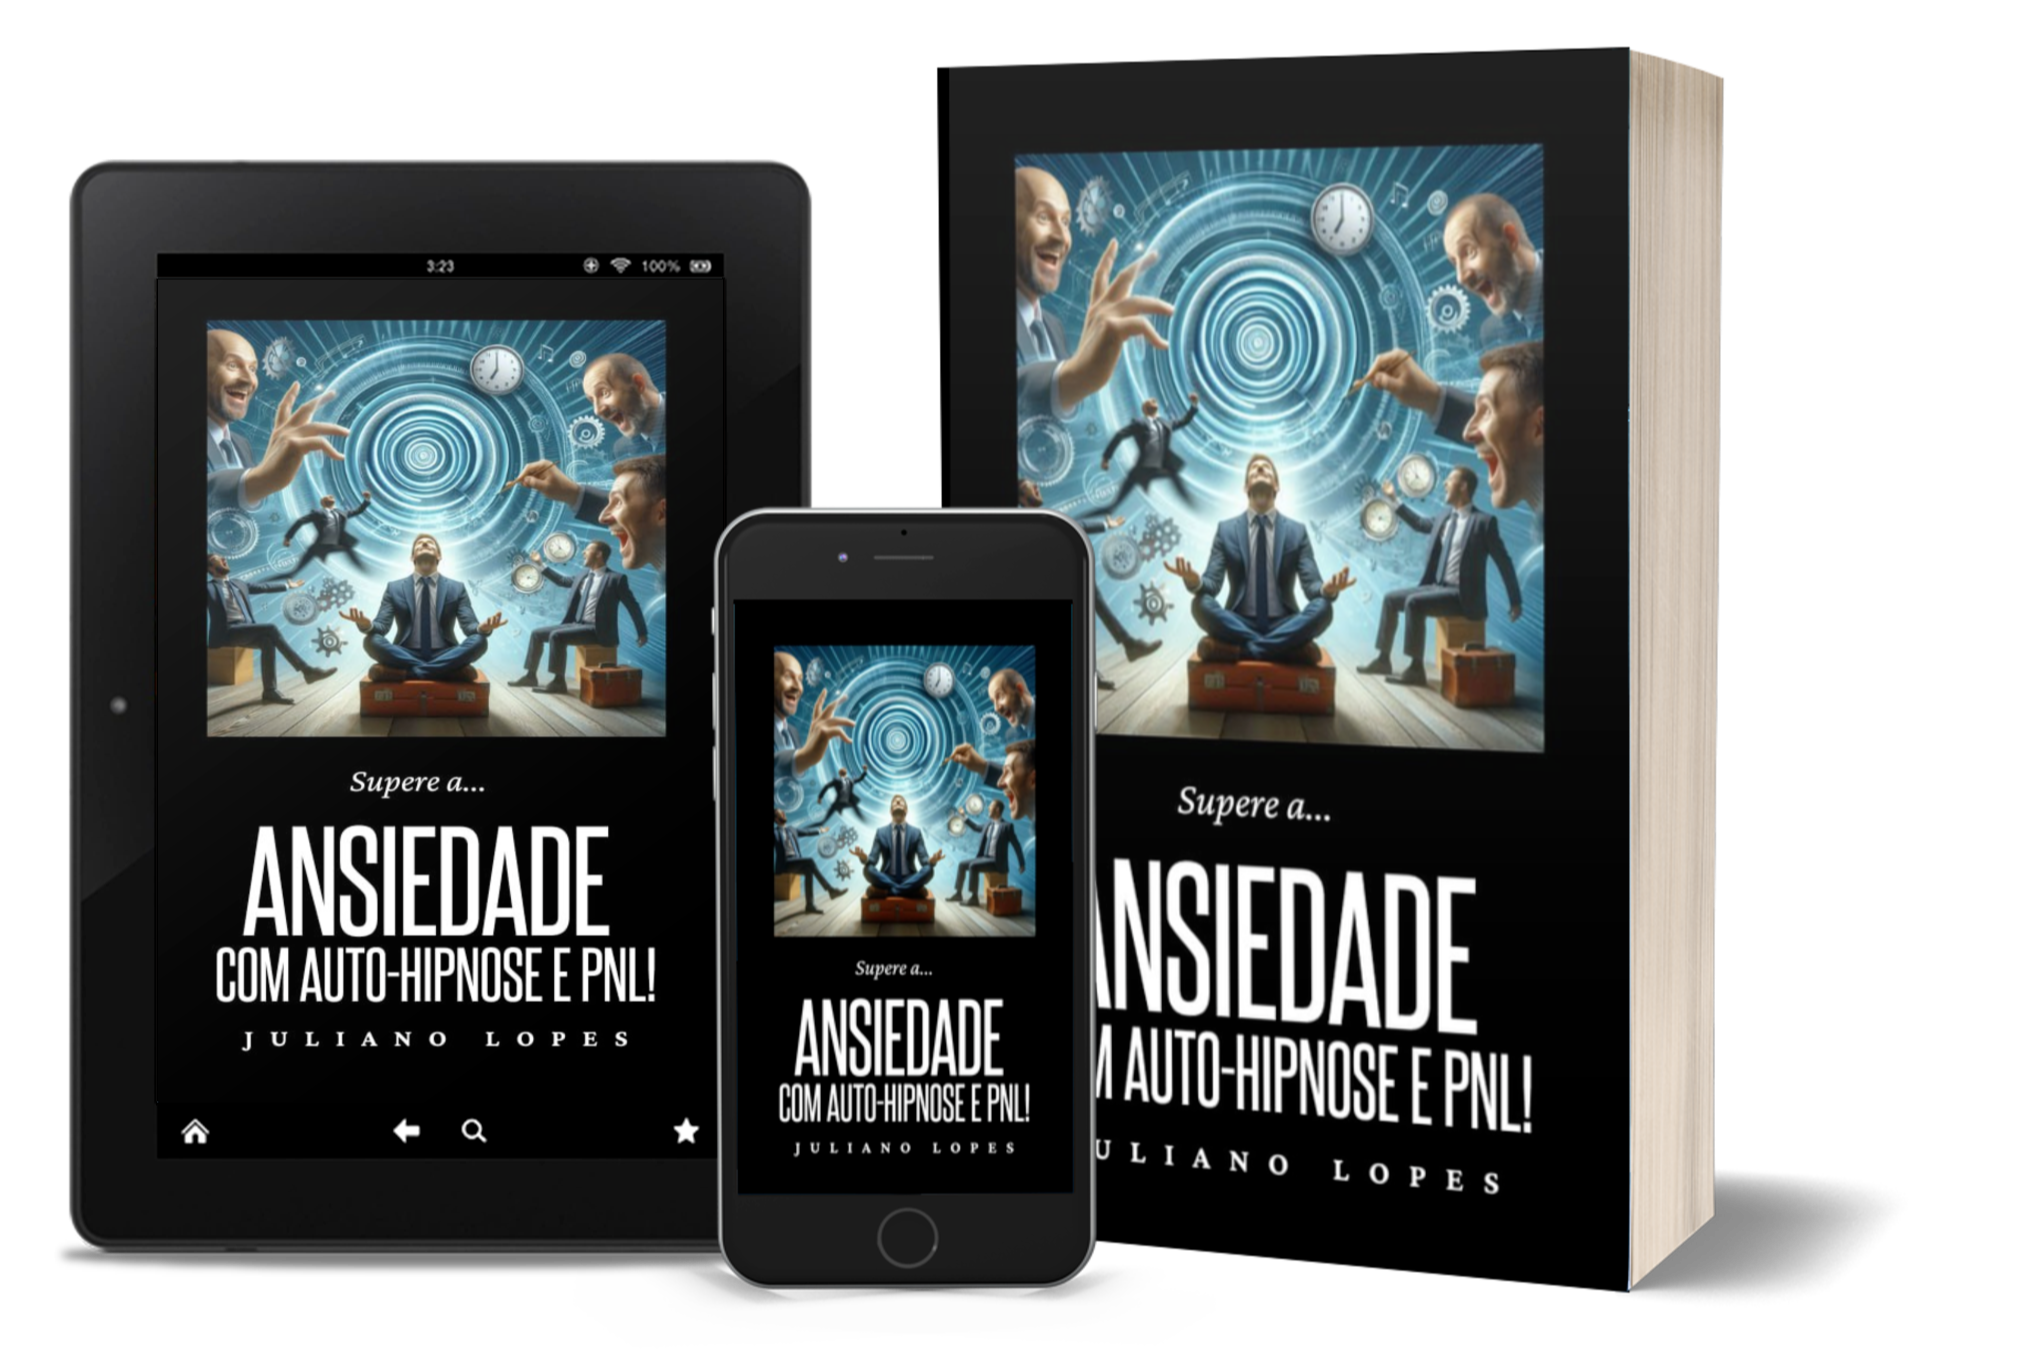 3:23
100%
Supere a...
ANSIEDADE
COM AUTO-HIPNOSE E PNL!
JULIANO LOPES
Supere a...
ANSIEDADE
COM AUTO-HIPNOSE E PNL!
JULIANO LOPES
Supere a...
ANSIEDADE
M AUTO-HIPNOSE E PNL!
ULIANO LOPES